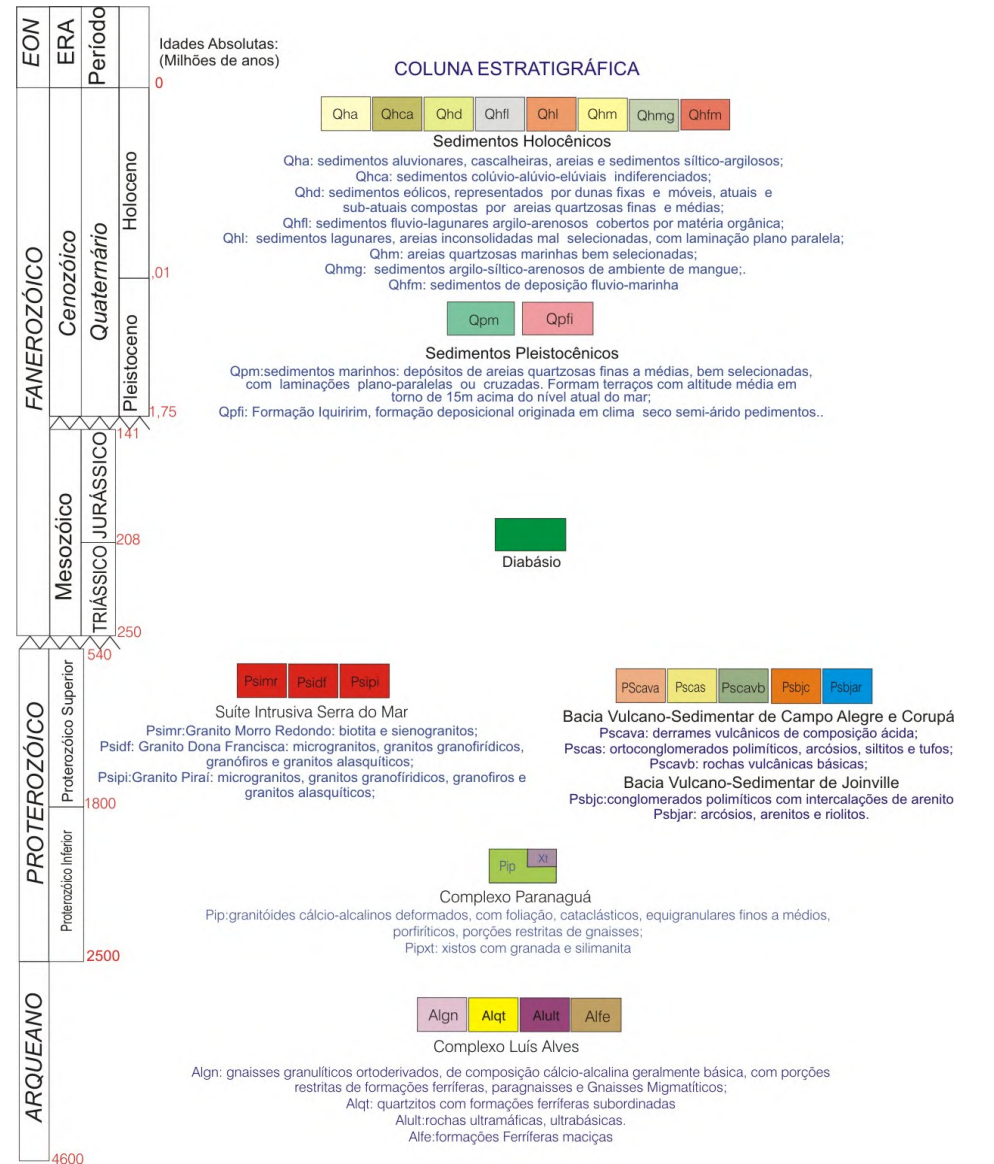 EON
ERA
Período
Idades Absolutas:
(Milhões de anos)
0
COLUNA ESTRATIGRÁFICA
FANEROZÓICO
Cenozóico
Quaternário
Holoceno
,01
Pleistoceno
1,75
Qha Qhca Qhd Qhfl Qhl Qhm Qhmg Qhfm
Sedimentos Holocênicos
Qha: sedimentos aluvionares, cascalheiras, areias e sedimentos síltico-argilosos;
Qhca: sedimentos colúvio-alúvio-elúviais indiferenciados;
Qhd: sedimentos eólicos, representados por dunas fixas e móveis, atuais e
sub-atuais compostas por areias quartzosas finas e médias;
Qhfl: sedimentos fluvio-lagunares argilo-arenosos cobertos por matéria orgânica;
Qhl: sedimentos lagunares, areias inconsolidadas mal selecionadas, com laminação plano paralela;
Qhm: areias quartzosas marinhas bem selecionadas;
Qhmg: sedimentos argilo-síltico-arenosos de ambiente de mangue;.
Qhfm: sedimentos de deposição fluvio-marinha
Qpm Qpfi
Sedimentos Pleistocênicos
Qpm:sedimentos marinhos: depósitos de areias quartzosas finas a médias, bem selecionadas,
com laminações plano-paralelas ou cruzadas. Formam terraços com altitude média em
torno de 15m acima do nível atual do mar;
Qpfi: Formação Iquiririm, formação deposicional originada em clima seco semi-árido pedimentos..
141
Mesozóico
JURÁSSICO
208
TRIÁSSICO
250
Diabásio
540
PROTEROZÓICO
Proterozóico Superior
1800
Proterozóico Inferior
2500
Psimr Psidf Psipi
Suíte Intrusiva Serra do Mar
Psimr:Granito Morro Redondo: biotita e sienogranitos;
Psidf: Granito Dona Francisca: microgranitos, granitos granofirídicos,
granófiros e granitos alasquíticos;
Psipi:Granito Piraí: microgranitos, granitos granofíridicos, granofiros e
granitos alasquíticos;
PScava Pscas Pscavb Psbjc Psbjar
Bacia Vulcano-Sedimentar de Campo Alegre e Corupá
Pscava: derrames vulcânicos de composição ácida;
Pscas: ortoconglomerados polimíticos, arcósios, siltitos e tufos;
PScavb: rochas vulcânicas básicas;
Bacia Vulcano-Sedimentar de Joinville
Psbjc:conglomerados polimíticos com intercalações de arenito
Psbjar: arcósios, arenitos e riolitos.
Pip Xt
Complexo Paranaguá
Pip:granitóides cálcio-alcalinos deformados, com foliação, cataclásticos, equigranulares finos a médios,
porfiríticos, porções restritas de gnaisses;
Pipxt: xistos com granada e silimanita
ARQUEANO
4600
Algn Alqt Alult Alfe
Complexo Luís Alves
Algn: gnaisses granulíticos ortoderivados, de composição cálcio-alcalina geralmente básica, com porções
restritas de formações ferríferas, paragnaisses e Gnaisses Migmatíticos;
Alqt: quartzitos com formações ferríferas subordinadas
Alult:rochas ultramáficas, ultrabásicas.
Alfe:formações Ferríferas maciças